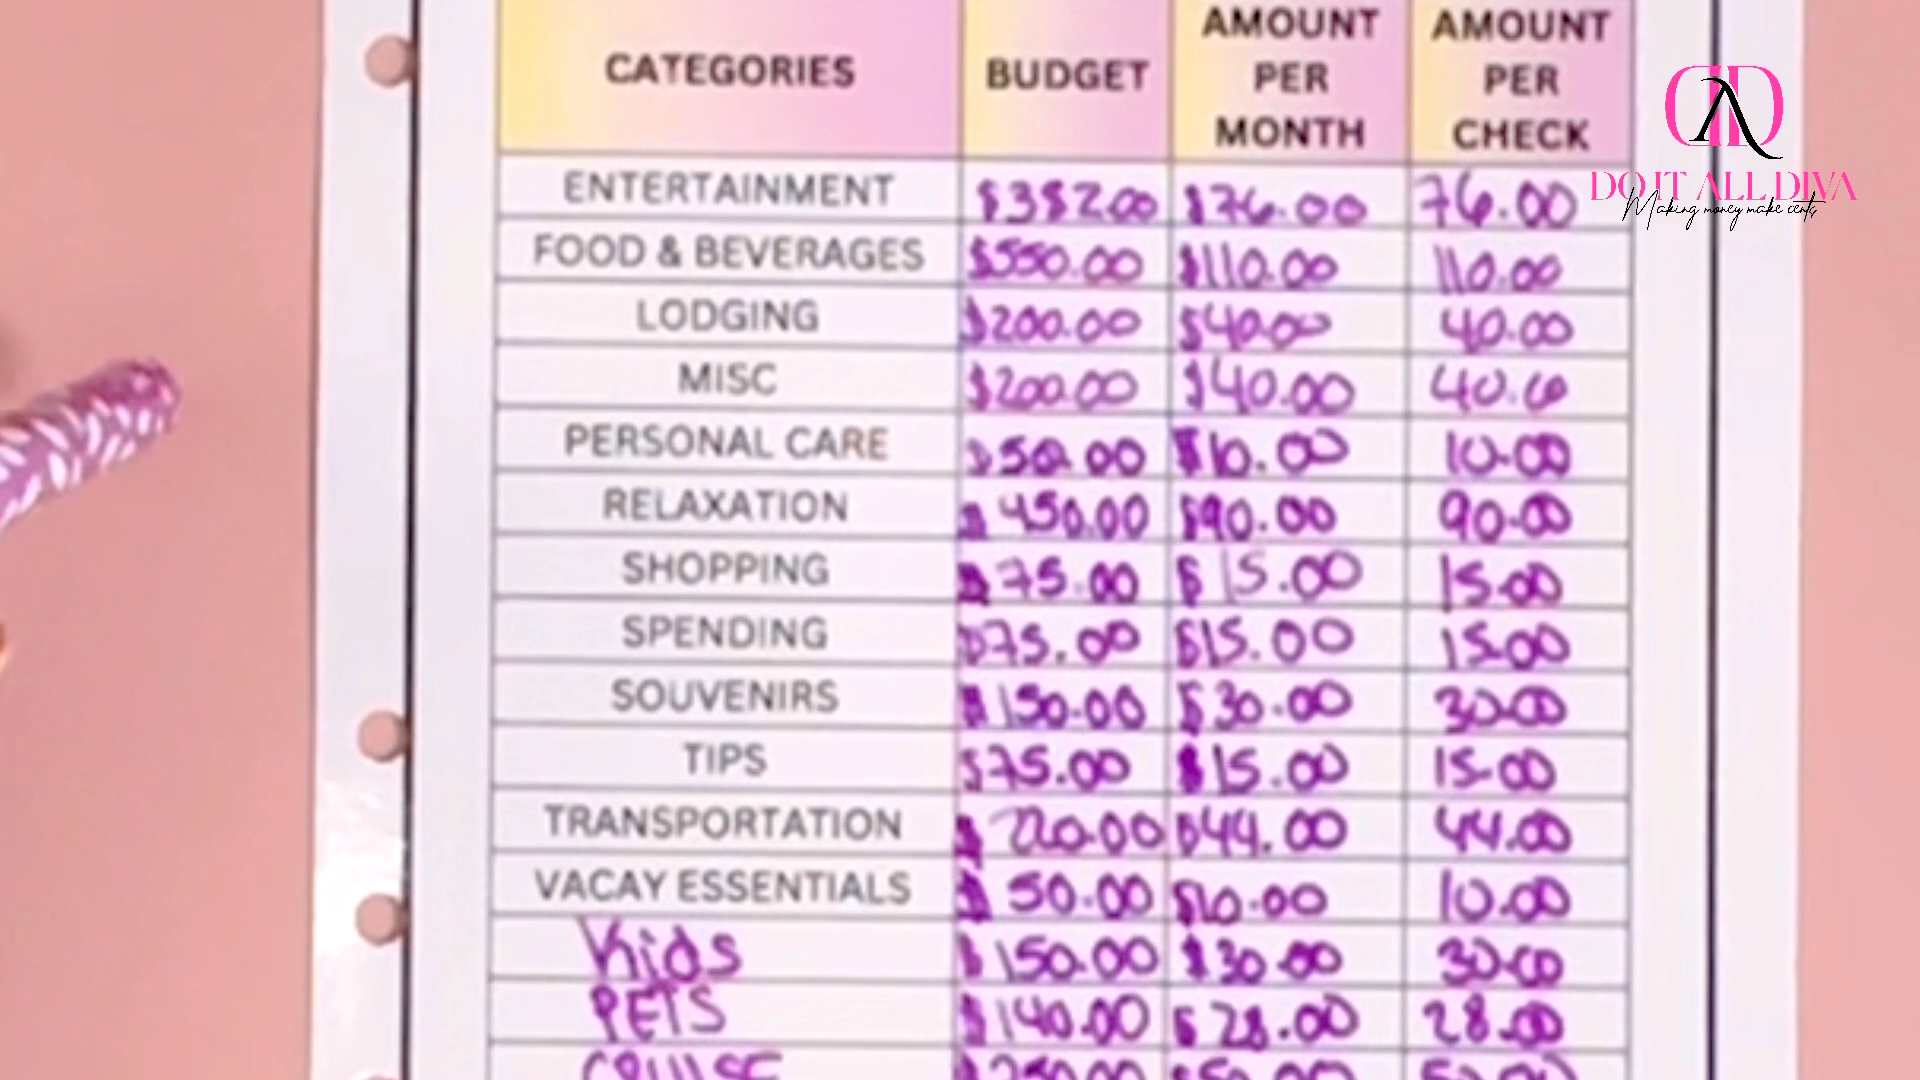 CATEGORIES BUDGET AMOUNT PER MONTH AMOUNT PER CHECK
DO IT ALL DIVA
Making money make cents
ENTERTAINMENT $382.00 $76.00 76.00
FOOD & BEVERAGES $550.00 $110.00 110.00
LODGING $200.00 $40.00 40.00
MISC $200.00 $40.00 40.00
PERSONAL CARE $50.00 $10.00 10.00
RELAXATION $450.00 $90.00 90.00
SHOPPING $75.00 $15.00 15.00
SPENDING $75.00 $15.00 15.00
SOUVENIRS $150.00 $30.00 30.00
TIPS $75.00 $15.00 15.00
TRANSPORTATION $220.00 $44.00 44.00
VACAY ESSENTIALS $50.00 $10.00 10.00
Kids $150.00 $30.00 30.00
PETS $140.00 $28.00 28.00
CRUISE